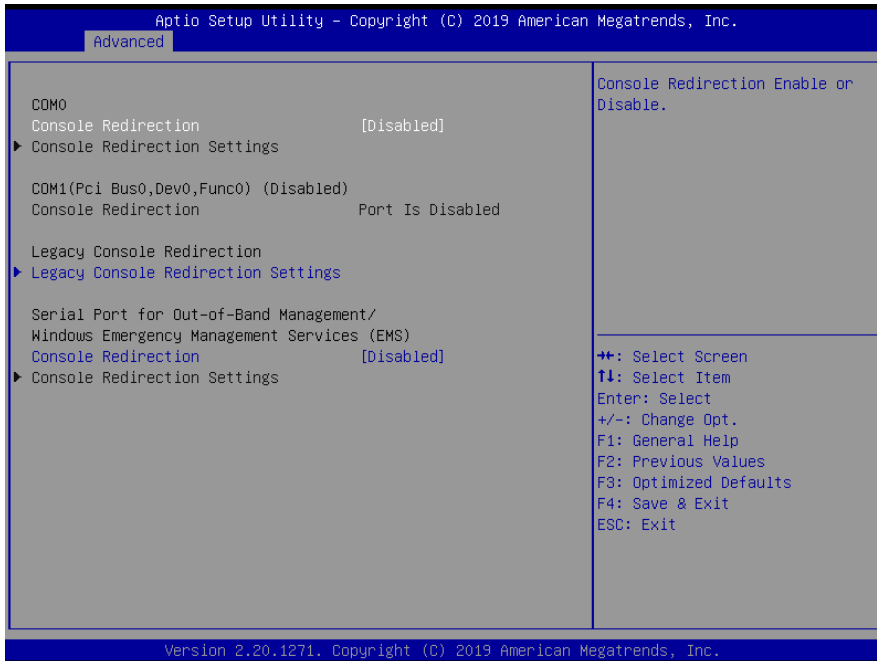 Aptio Setup Utility – Copyright (C) 2019 American Megatrends, Inc.
Advanced
COM0
Console Redirection [Disabled]
Console Redirection Settings
COM1(Pci Bus0,Dev0,Func0) (Disabled)
Console Redirection Port Is Disabled
Legacy Console Redirection
Legacy Console Redirection Settings
Serial Port for Out-of-Band Management/
Windows Emergency Management Services (EMS)
Console Redirection [Disabled]
Console Redirection Settings
Console Redirection Enable or
Disable.
→←: Select Screen
↑↓: Select Item
Enter: Select
+/-: Change Opt.
F1: General Help
F2: Previous Values
F3: Optimized Defaults
F4: Save & Exit
ESC: Exit
Version 2.20.1271. Copyright (C) 2019 American Megatrends, Inc.